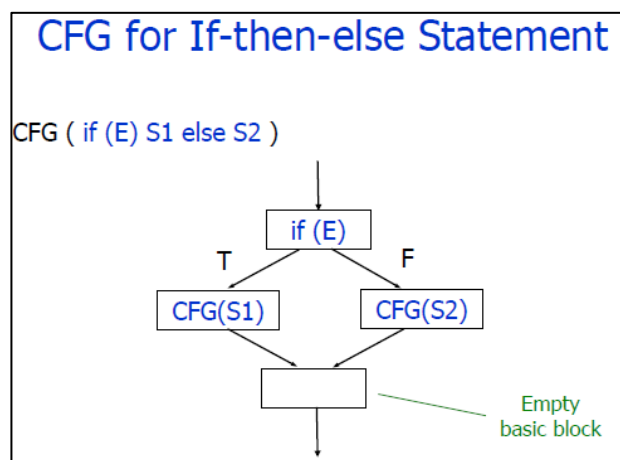 CFG for If-then-else Statement
CFG ( if (E) S1 else S2 )
if (E)
T
F
CFG(S1)
CFG(S2)
Empty
basic block